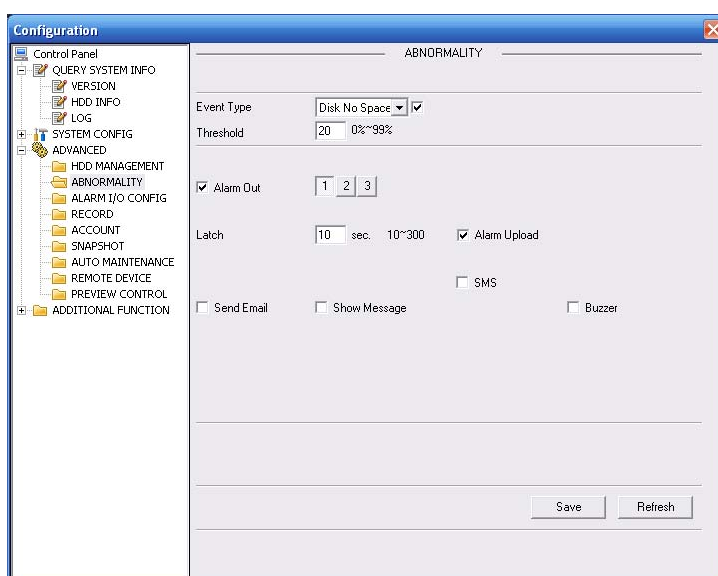 Configuration
Control Panel
QUERY SYSTEM INFO
VERSION
HDD INFO
LOG
SYSTEM CONFIG
ADVANCED
HDD MANAGEMENT
ABNORMALITY
ALARM I/O CONFIG
RECORD
ACCOUNT
SNAPSHOT
AUTO MAINTENANCE
REMOTE DEVICE
PREVIEW CONTROL
ADDITIONAL FUNCTION
ABNORMALITY
Event Type Disk No Space
Threshold 20 0%~99%
Alarm Out 1 2 3
Latch 10 sec. 10~300 Alarm Upload
SMS
Send Email Show Message Buzzer
Save Refresh